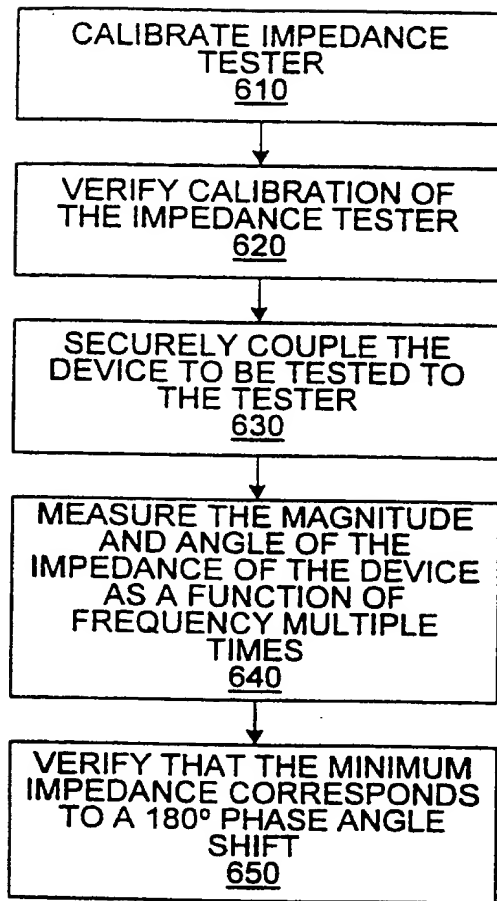 CALIBRATE IMPEDANCE
TESTER
610
VERIFY CALIBRATION OF
THE IMPEDANCE TESTER
620
SECURELY COUPLE THE
DEVICE TO BE TESTED TO
THE TESTER
630
MEASURE THE MAGNITUDE
AND ANGLE OF THE
IMPEDANCE OF THE DEVICE
AS A FUNCTION OF
FREQUENCY MULTIPLE
TIMES
640
VERIFY THAT THE MINIMUM
IMPEDANCE CORRESPONDS
TO A 180º PHASE ANGLE
SHIFT
650